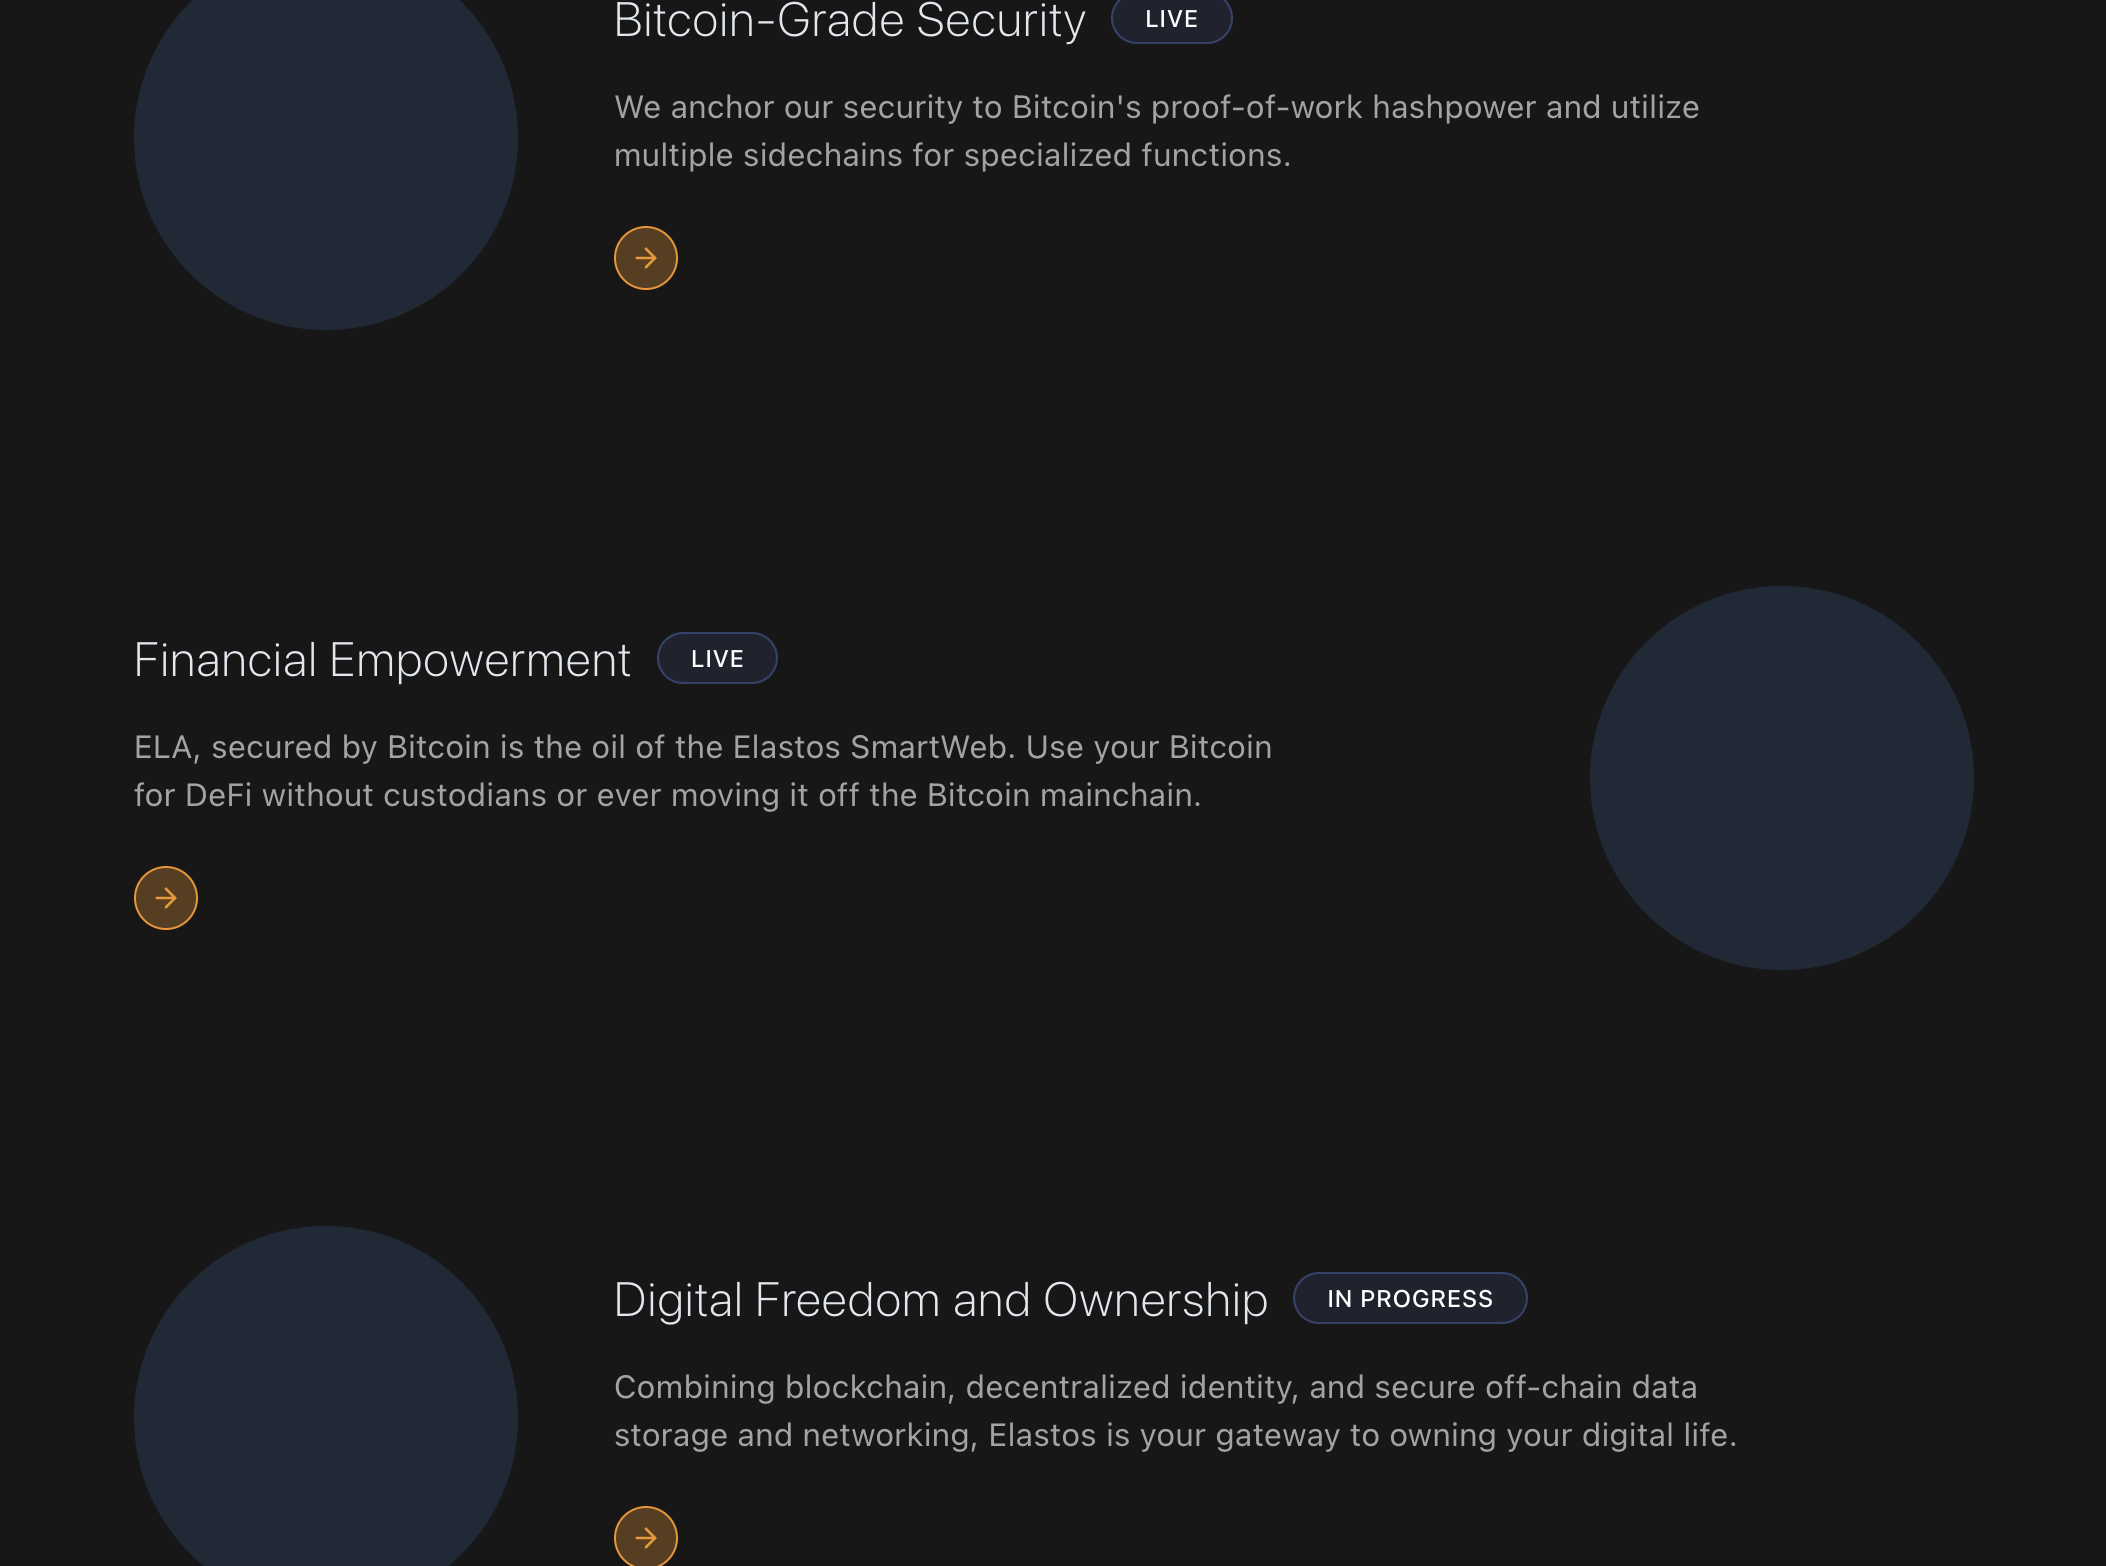 Bitcoin-Grade Security LIVE
We anchor our security to Bitcoin's proof-of-work hashpower and utilize
multiple sidechains for specialized functions.
Financial Empowerment LIVE
ELA, secured by Bitcoin is the oil of the Elastos SmartWeb. Use your Bitcoin
for DeFi without custodians or ever moving it off the Bitcoin mainchain.
Digital Freedom and Ownership IN PROGRESS
Combining blockchain, decentralized identity, and secure off-chain data
storage and networking, Elastos is your gateway to owning your digital life.